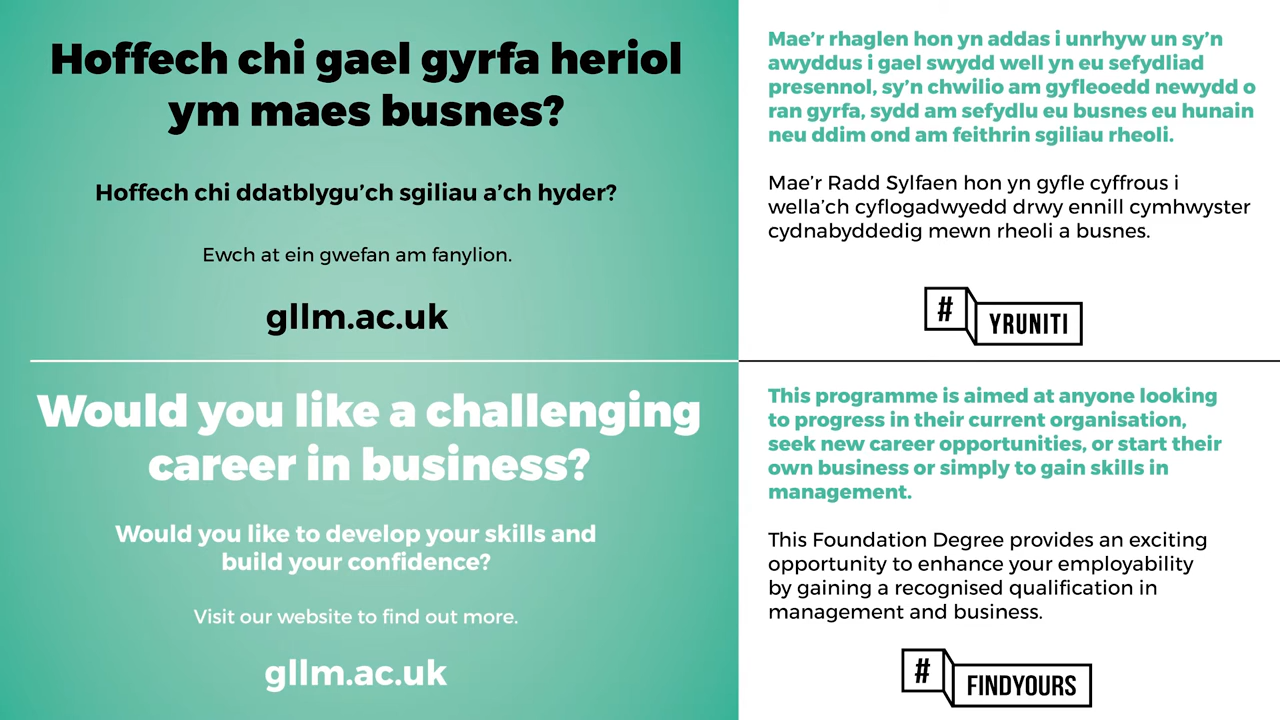 Hoffech chi gael gyrfa heriol
ym maes busnes?
Hoffech chi ddatblygu'ch sgiliau a'ch hyder?
Ewch at ein gwefan am fanylion.
gllm.ac.uk
Mae'r rhaglen hon yn addas i unrhyw un sy'n
awyddus i gael swydd well yn eu sefydliad
presennol, sy'n chwilio am gyfleoedd newydd o
ran gyrfa, sydd am sefydlu eu busnes eu hunain
neu ddim ond am feithrin sgiliau rheoli.
Mae'r Radd Sylfaen hon yn gyfle cyffrous i
wella'ch cyflogadwyedd drwy ennill cymhwyster
cydnabyddedig mewn rheoli a busnes.
# YRUNITI
Would you like a challenging
career in business?
Would you like to develop your skills and
build your confidence?
Visit our website to find out more.
gllm.ac.uk
This programme is aimed at anyone looking
to progress in their current organisation,
seek new career opportunities, or start their
own business or simply to gain skills in
management.
This Foundation Degree provides an exciting
opportunity to enhance your employability
by gaining a recognised qualification in
management and business.
# FINDYOURS